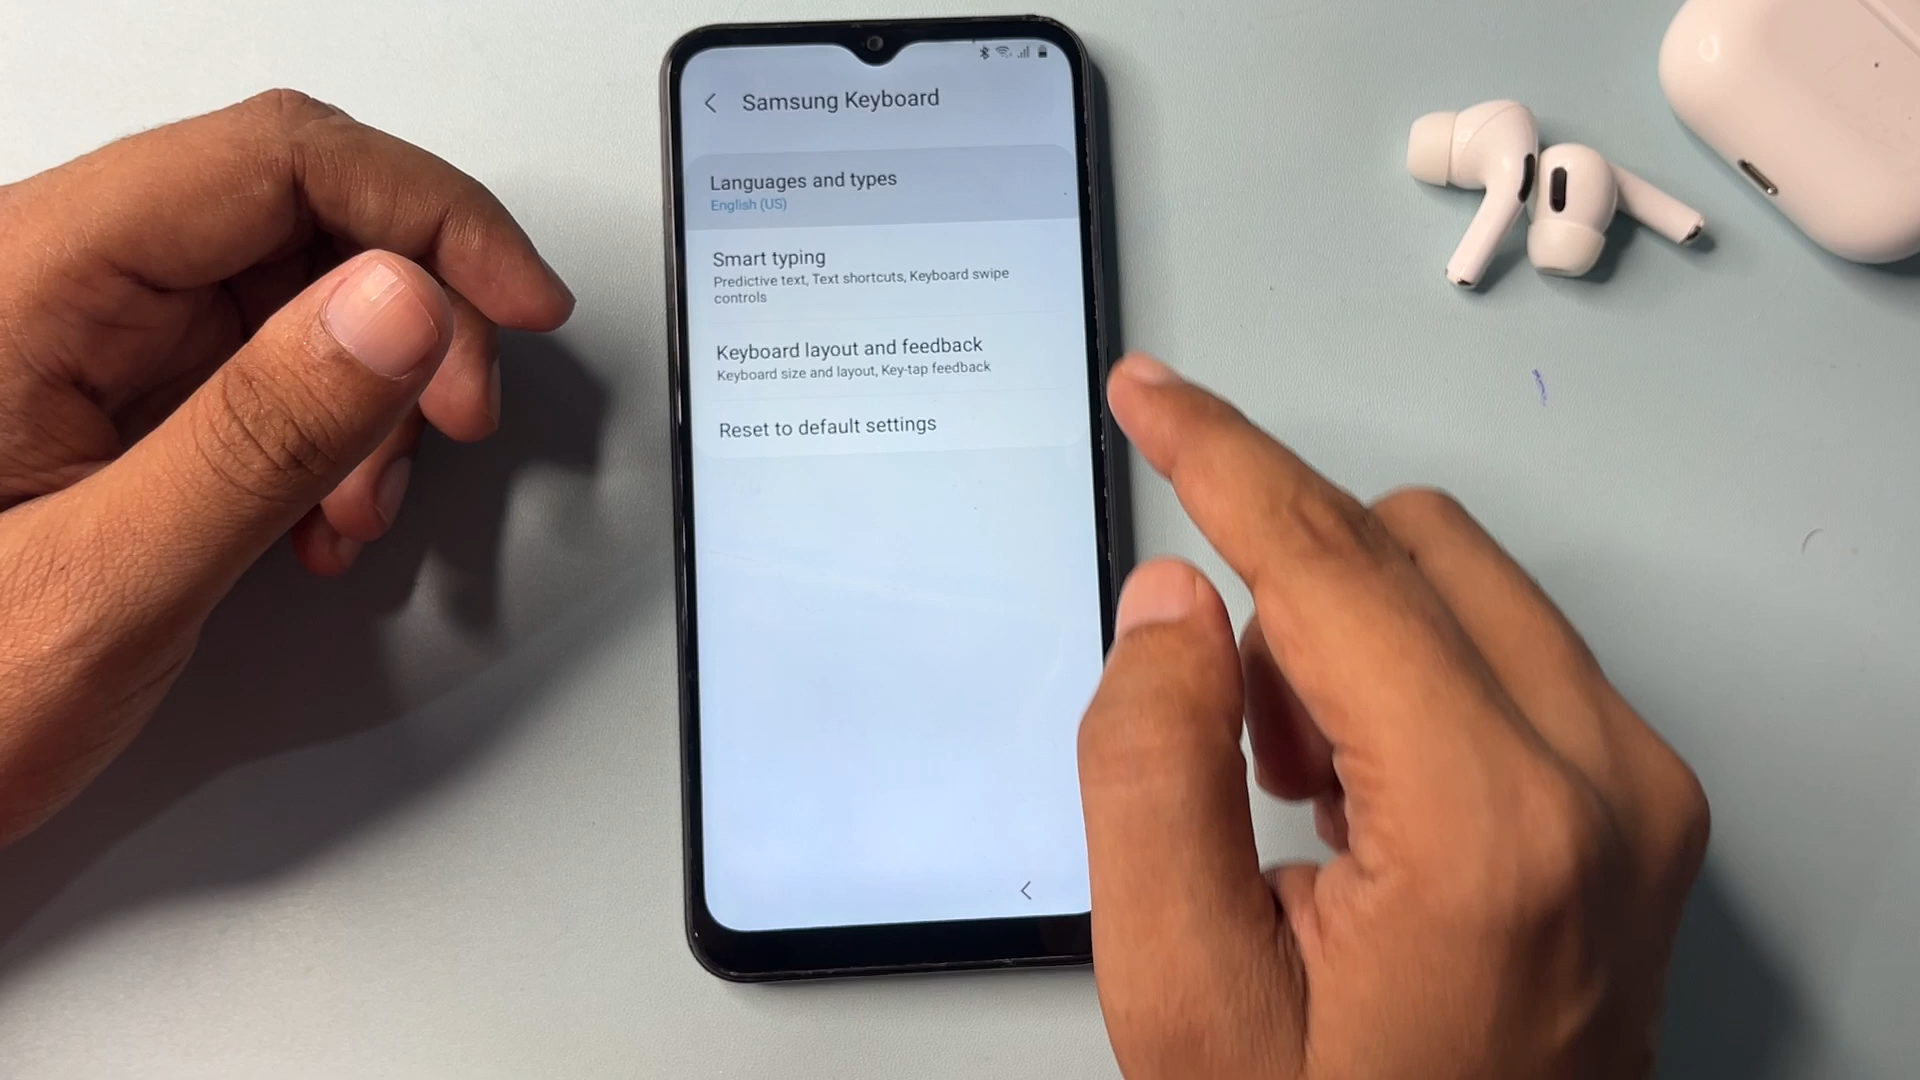 Samsung Keyboard
Languages and types
English (US)
Smart typing
Predictive text, Text shortcuts, Keyboard swipe
controls
Keyboard layout and feedback
Keyboard size and layout, Key-tap feedback
Reset to default settings